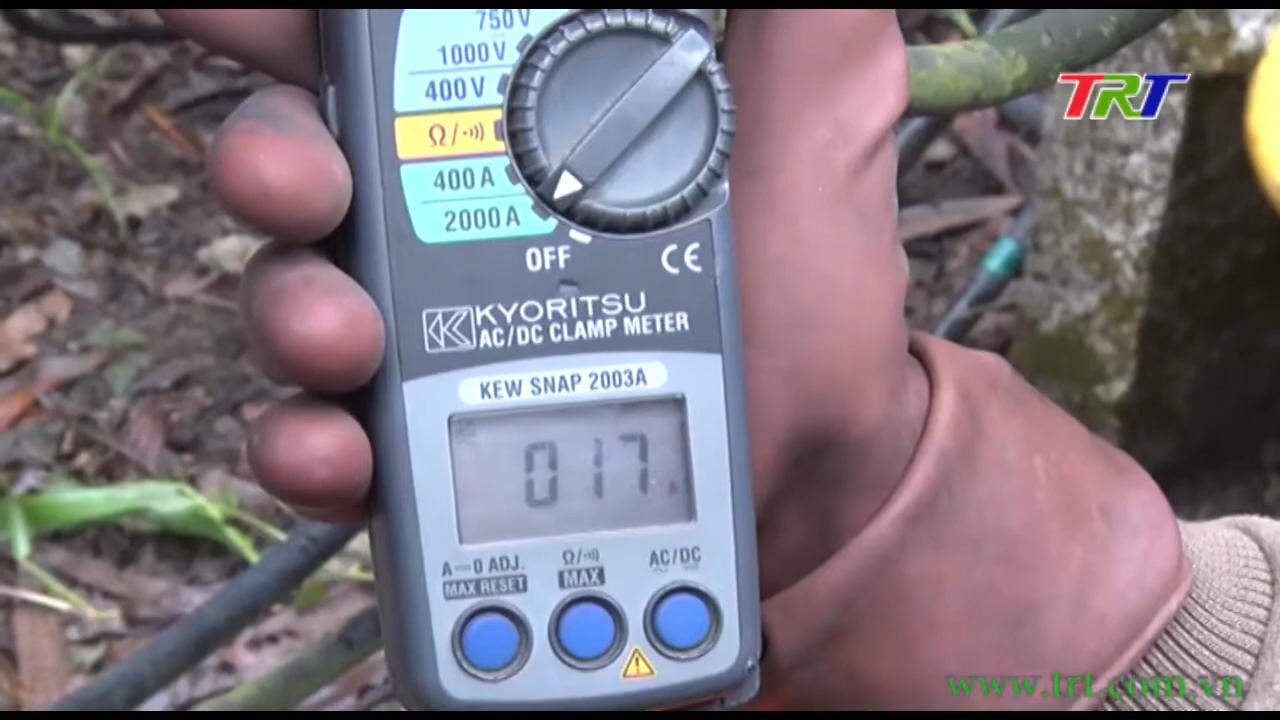 750V
1000V
400V
Ω/·)))
400A
2000A
OFF
CE
TRT
KYORITSU
AC/DC CLAMP METER
KEW SNAP 2003A
017
A
A⎓0 ADJ.
MAX RESET
Ω/·)))
MAX
AC/DC
www.trt.com.vn